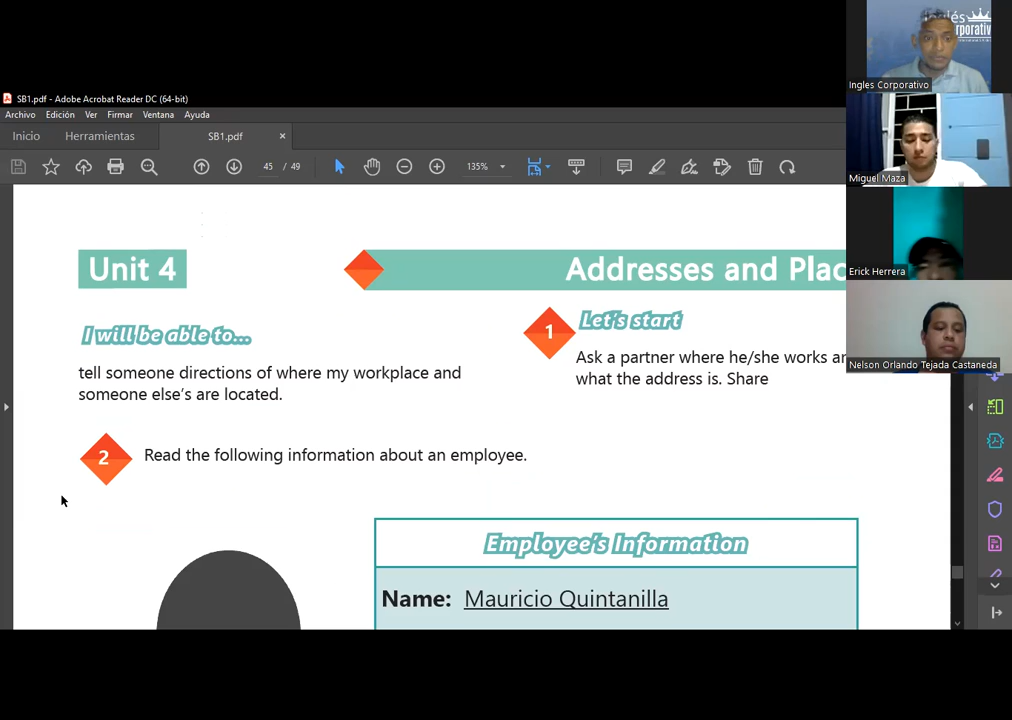 SB1.pdf - Adobe Acrobat Reader DC (64-bit)
Archivo Edición Ver Firmar Ventana Ayuda
Inicio Herramientas SB1.pdf ×
45 / 49 135%
Unit 4
Addresses and Plac
I will be able to...
tell someone directions of where my workplace and
someone else's are located.
1 Let's start
Ask a partner where he/she works an
what the address is. Share
2 Read the following information about an employee.
Employee's Information
Name: Mauricio Quintanilla
Inglés
Corporativ
Ingles Corporativo
Miguel Maza
Erick Herrera
Nelson Orlando Tejada Castaneda